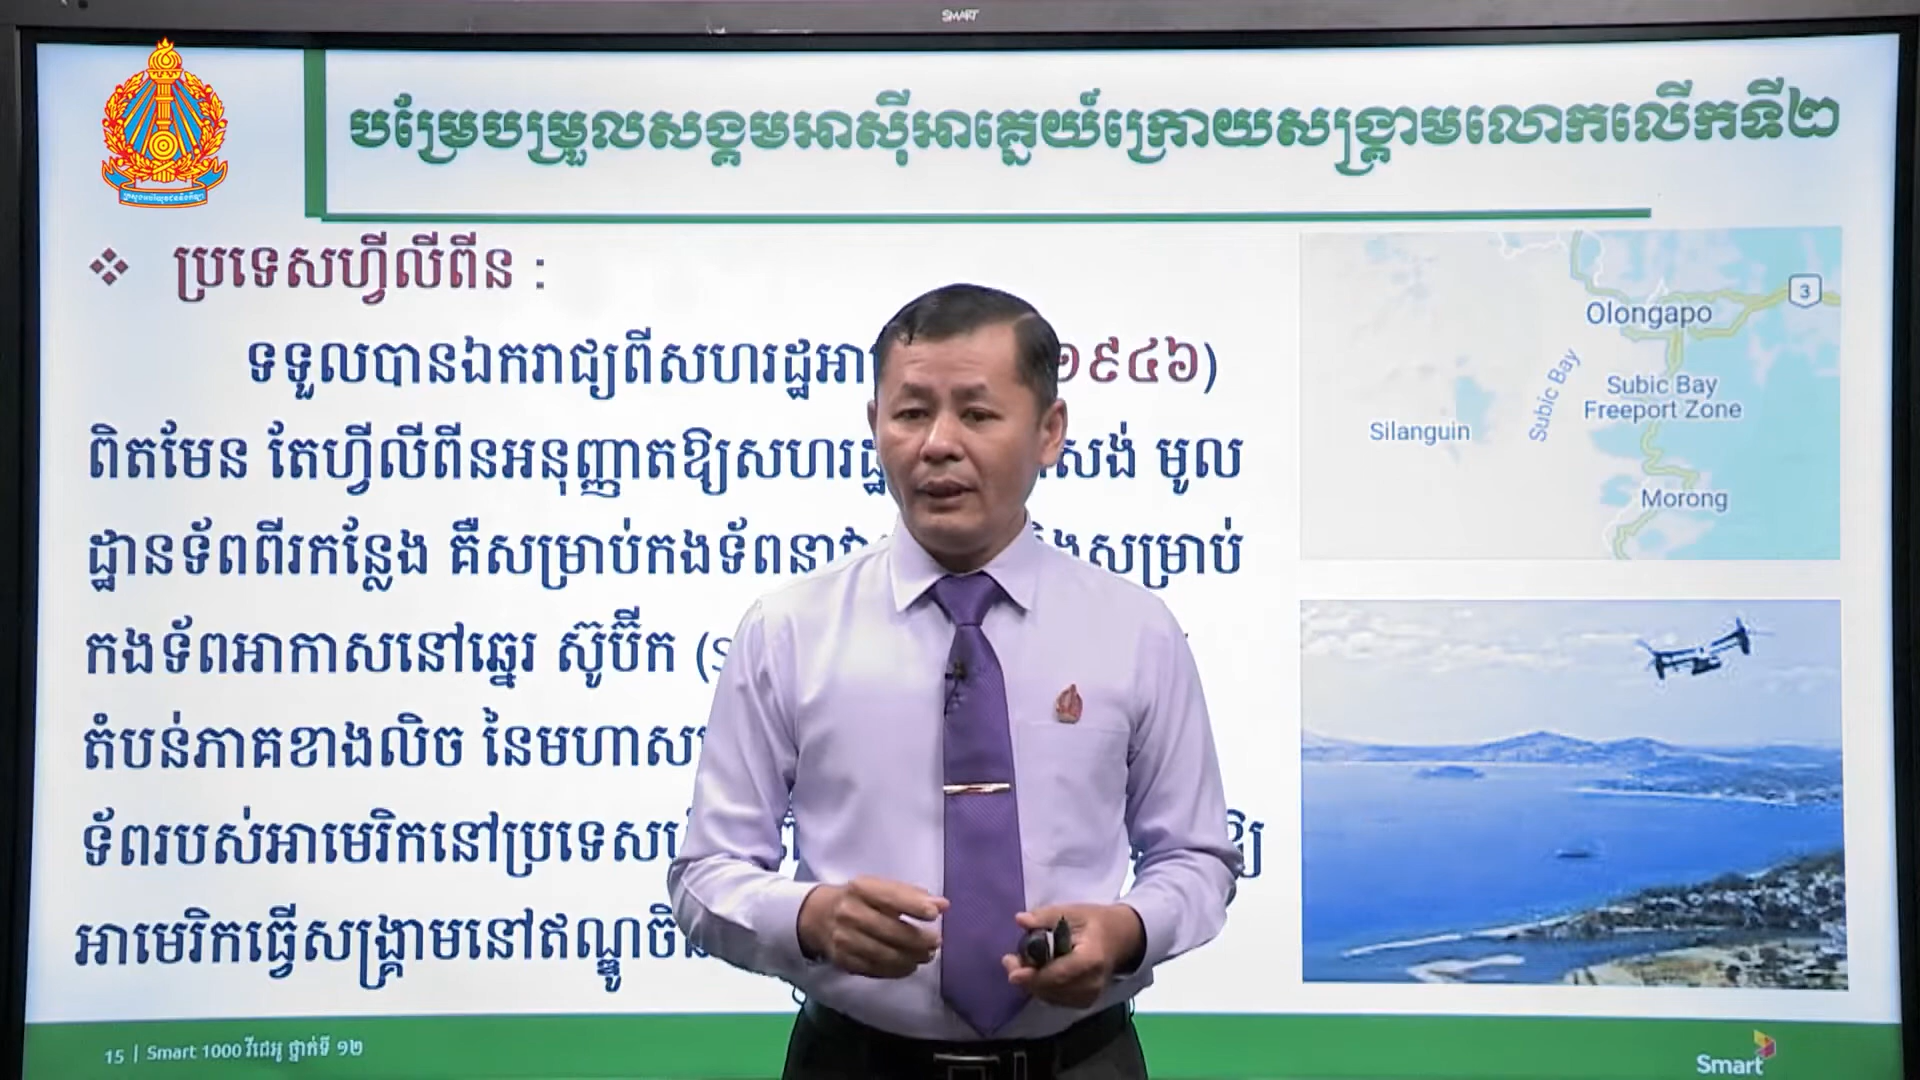 SMART
បម្រែបម្រួលសង្គមអាស៊ីអាគ្នេយ៍ក្រោយសង្គ្រាមលោកលើកទី២
ប្រទេសហ្វីលីពីន :
ទទួលបានឯករាជ្យពីសហរដ្ឋអា ១៩៤៦)
ពិតមែន តែហ្វីលីពីនអនុញ្ញាតឱ្យសហរដ្ឋ សង់ មូល
ដ្ឋានទ័ពពីរកន្លែង គឺសម្រាប់កងទ័ពនាវា ងសម្រាប់
កងទ័ពអាកាសនៅឆ្នេរ ស៊ូប៊ីក (S
តំបន់ភាគខាងលិច នៃមហាស
ទ័ពរបស់អាមេរិកនៅប្រទេស ឱ្យ
អាមេរិកធ្វើសង្គ្រាមនៅឥណ្ឌូចិន
3
Olongapo
Subic Bay
Subic Bay
Freeport Zone
Silanguin
Morong
15 | Smart 1000 វីដេអូ ថ្នាក់ទី ១២
Smart